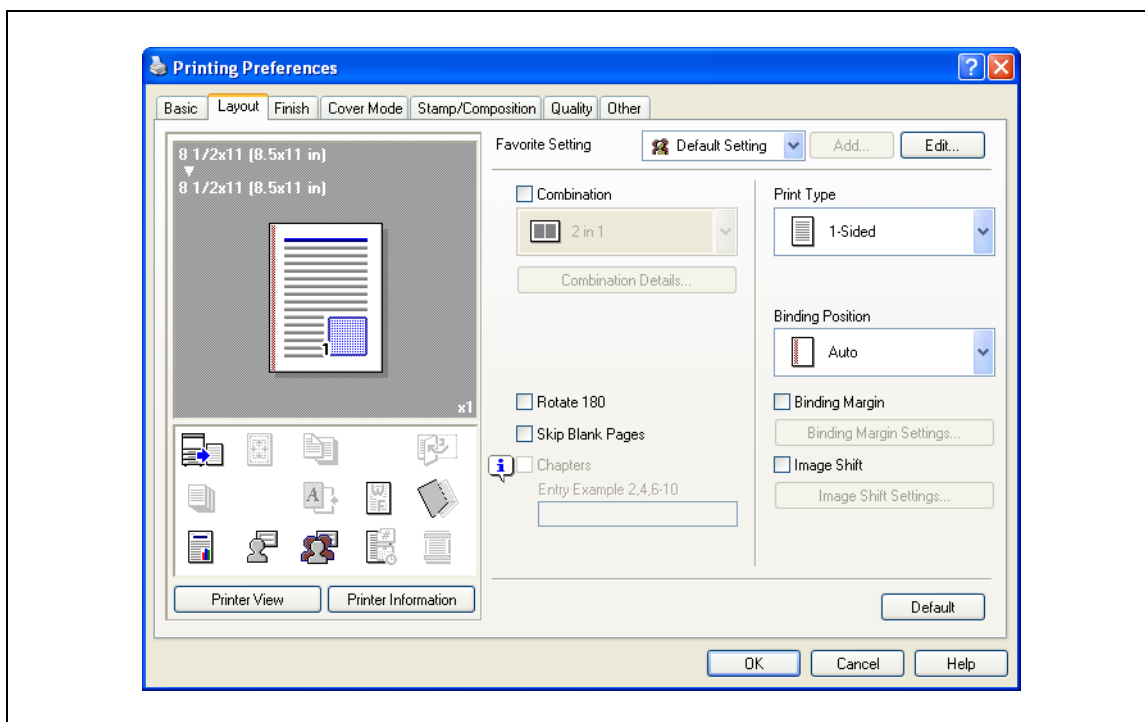 Printing Preferences
Basic Layout Finish Cover Mode Stamp/Composition Quality Other
8 1/2x11 (8.5x11 in)
8 1/2x11 (8.5x11 in)
1
x1
Printer View Printer Information
Favorite Setting Default Setting Add... Edit...
Combination
2 in 1
Combination Details...
Rotate 180
Skip Blank Pages
Chapters
Entry Example 2,4,6-10
Print Type
1-Sided
Binding Position
Auto
Binding Margin
Binding Margin Settings...
Image Shift
Image Shift Settings...
Default
OK Cancel Help